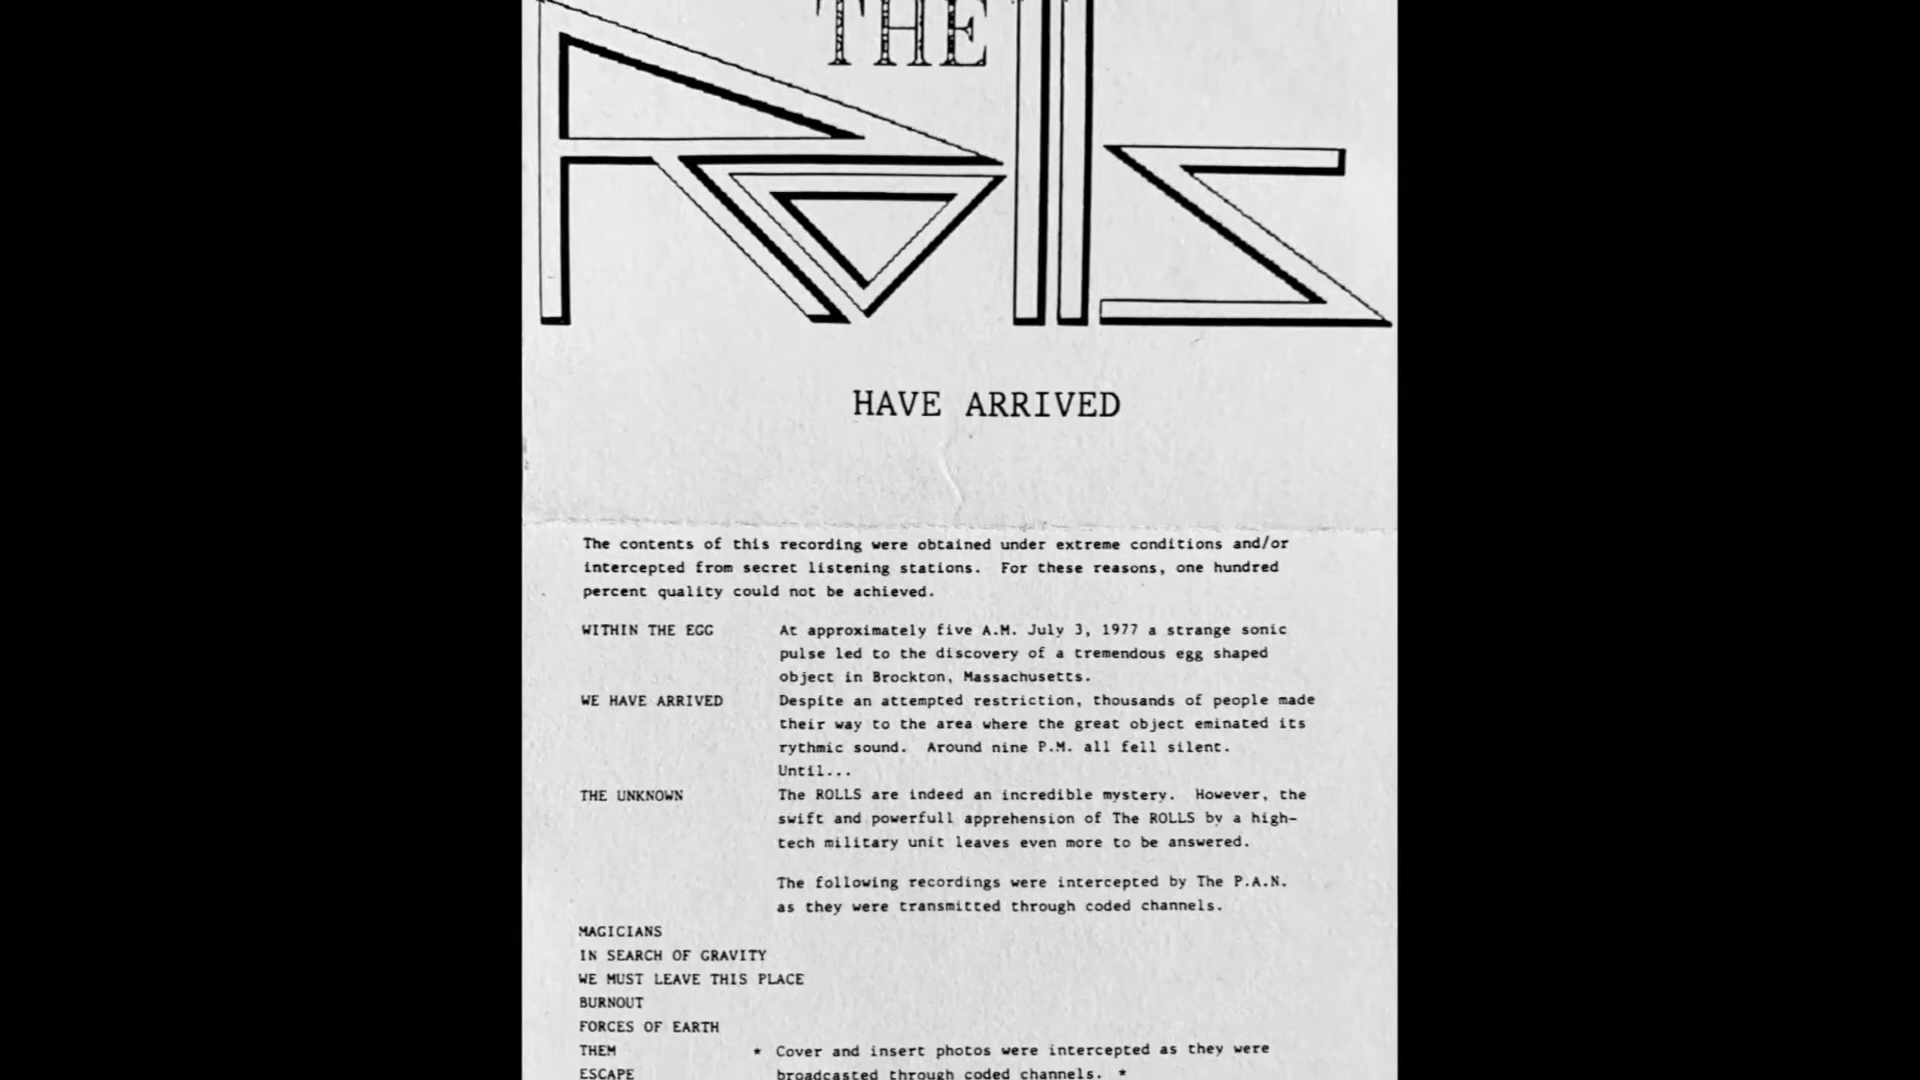 THE
Rolls
HAVE ARRIVED
The contents of this recording were obtained under extreme conditions and/or
intercepted from secret listening stations.  For these reasons, one hundred
percent quality could not be achieved.
WITHIN THE EGG At approximately five A.M. July 3, 1977 a strange sonic
pulse led to the discovery of a tremendous egg shaped
object in Brockton, Massachusetts.
WE HAVE ARRIVED Despite an attempted restriction, thousands of people made
their way to the area where the great object eminated its
rythmic sound.  Around nine P.M. all fell silent.
Until...
THE UNKNOWN The ROLLS are indeed an incredible mystery.  However, the
swift and powerfull apprehension of The ROLLS by a high-
tech military unit leaves even more to be answered.
The following recordings were intercepted by The P.A.N.
as they were transmitted through coded channels.
MAGICIANS
IN SEARCH OF GRAVITY
WE MUST LEAVE THIS PLACE
BURNOUT
FORCES OF EARTH
THEM * Cover and insert photos were intercepted as they were
ESCAPE broadcasted through coded channels. *